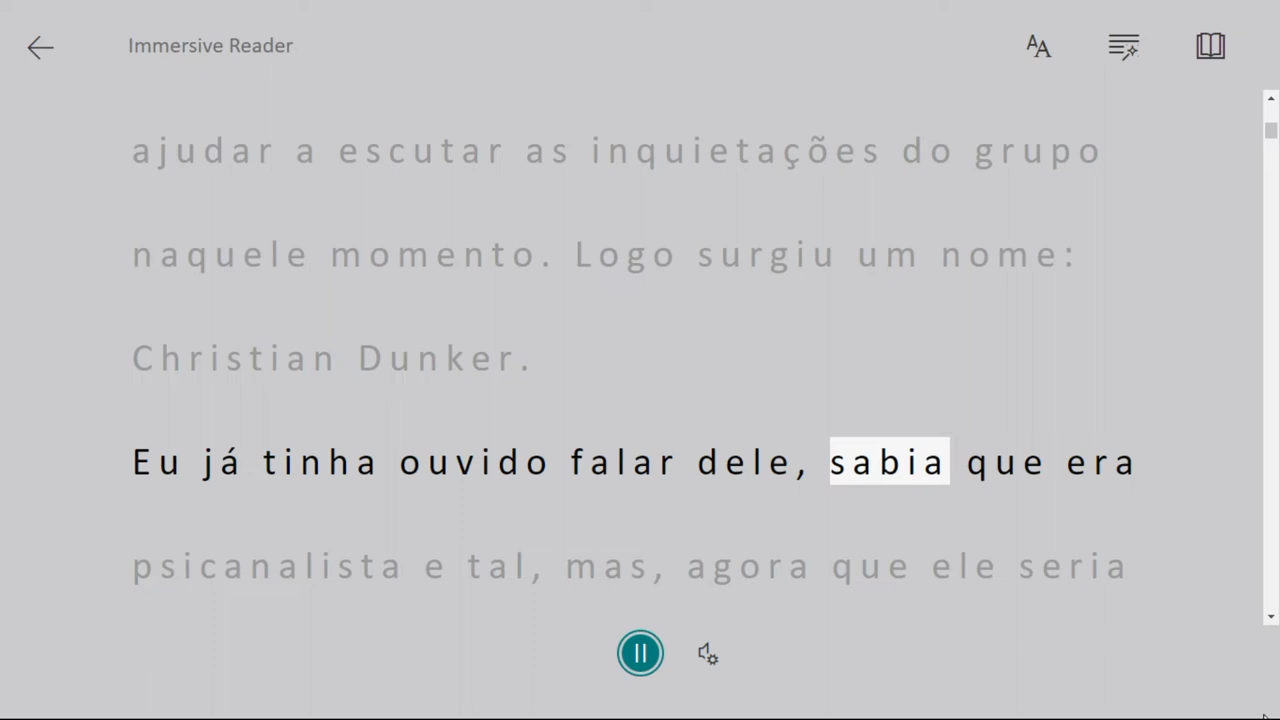 Immersive Reader
ajudar a escutar as inquietações do grupo
naquele momento. Logo surgiu um nome:
Christian Dunker.
Eu já tinha ouvido falar dele, sabia que era
psicanalista e tal, mas, agora que ele seria